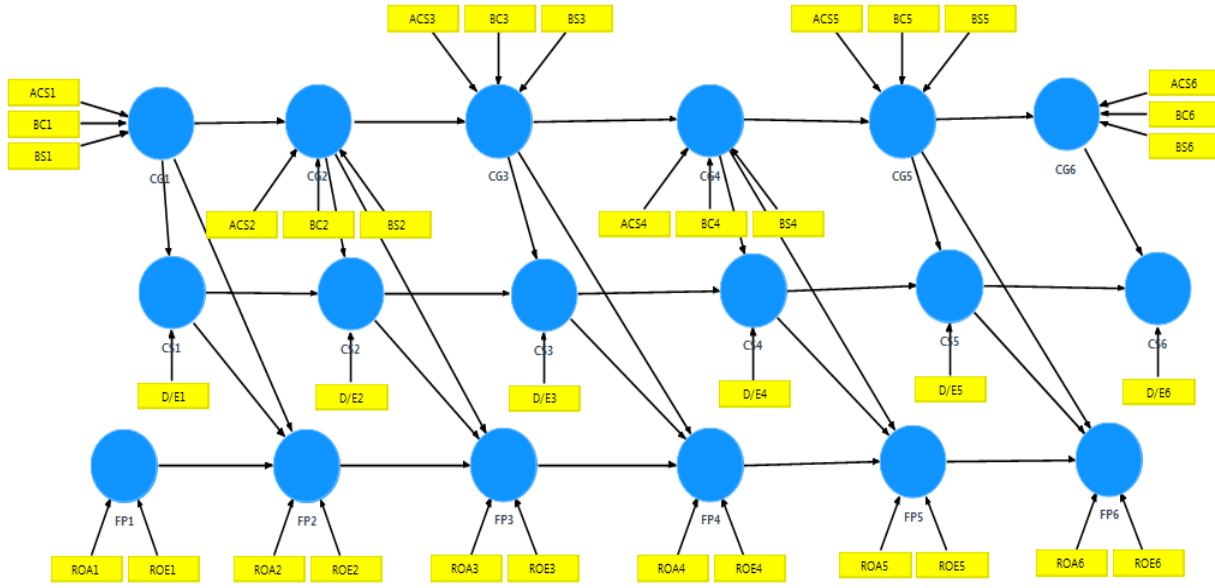 ACS3 BC3 BS3 ACS5 BC5 BS5
ACS1 ACS6
BC1 BC6
BS1 BS6
CG1 CG2 CG3 CG4 CG5 CG6
ACS2 BC2 BS2 ACS4 BC4 BS4
CS1 CS2 CS3 CS4 CS5 CS6
D/E1 D/E2 D/E3 D/E4 D/E5 D/E6
FP1 FP2 FP3 FP4 FP5 FP6
ROA1 ROE1 ROA2 ROE2 ROA3 ROE3 ROA4 ROE4 ROA5 ROE5 ROA6 ROE6